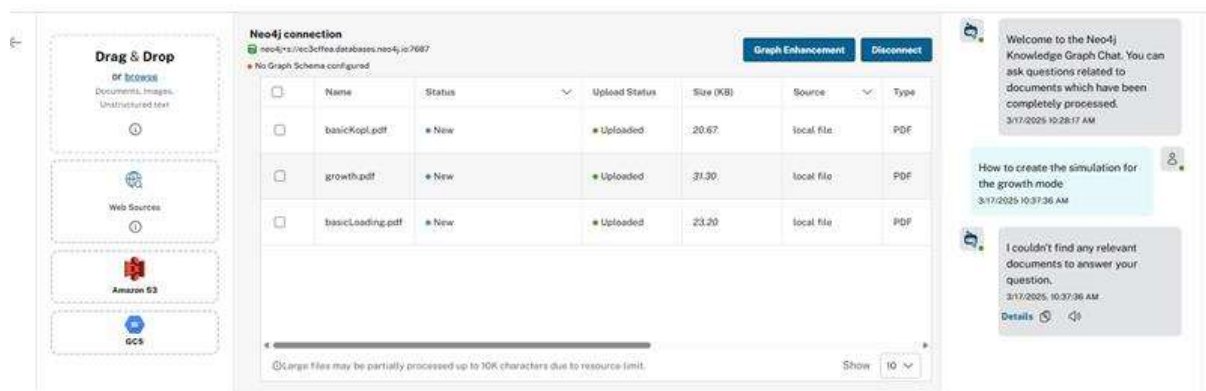 Drag & Drop
or browse
Documents, Images,
Unstructured text
Web Sources
Amazon S3
GCS
Neo4j connection
neo4j+s://ec3cffea.databases.neo4j.io:7687
No Graph Schema configured
Graph Enhancement
Disconnect
Name Status Upload Status Size (KB) Source Type
basicKopl.pdf New Uploaded 20.67 local file PDF
growth.pdf New Uploaded 31.30 local file PDF
basicLoading.pdf New Uploaded 23.20 local file PDF
Large files may be partially processed up to 10K characters due to resource limit.
Show 10
Welcome to the Neo4j
Knowledge Graph Chat. You can
ask questions related to
documents which have been
completely processed.
3/17/2025 10:28:17 AM
How to create the simulation for
the growth mode
3/17/2025 10:37:36 AM
I couldn't find any relevant
documents to answer your
question.
3/17/2025, 10:37:36 AM
Details